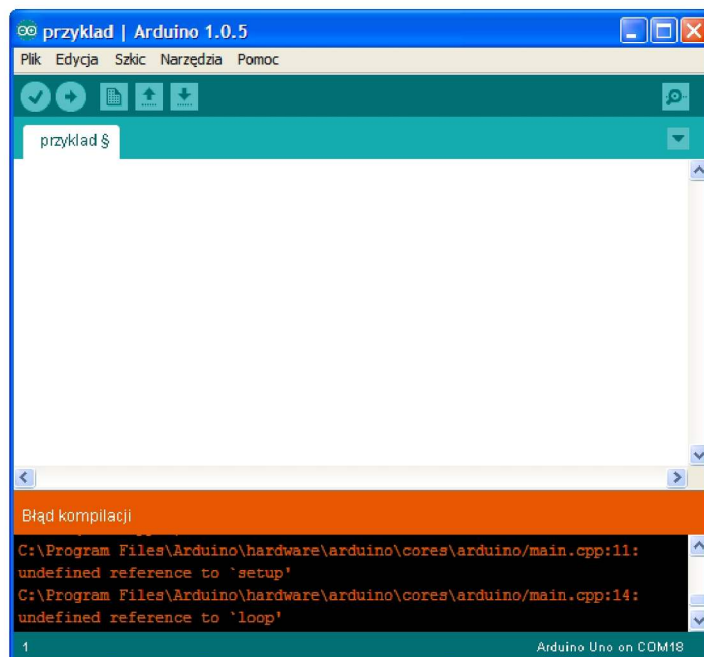 przyklad | Arduino 1.0.5
Plik Edycja Szkic Narzędzia Pomoc
przyklad §
Błąd kompilacji
C:\Program Files\Arduino\hardware\arduino\cores\arduino/main.cpp:11:
undefined reference to `setup'
C:\Program Files\Arduino\hardware\arduino\cores\arduino/main.cpp:14:
undefined reference to `loop'
1 Arduino Uno on COM18